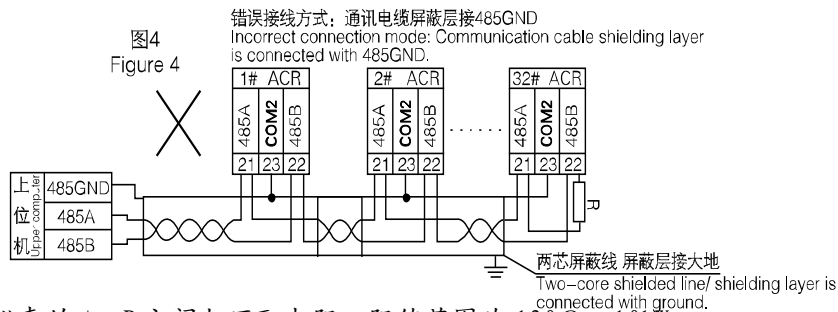 图4
Figure 4
错误接线方式：通讯电缆屏蔽层接485GND
Incorrect connection mode: Communication cable shielding layer
is connected with 485GND.
1# ACR
485A COM2 485B
21 23 22
2# ACR
485A COM2 485B
21 23 22
······
32# ACR
485A COM2 485B
21 23 22
R
上位机
Upper computer
485GND
485A
485B
两芯屏蔽线 屏蔽层接大地
Two-core shielded line/ shielding layer is
connected with ground.